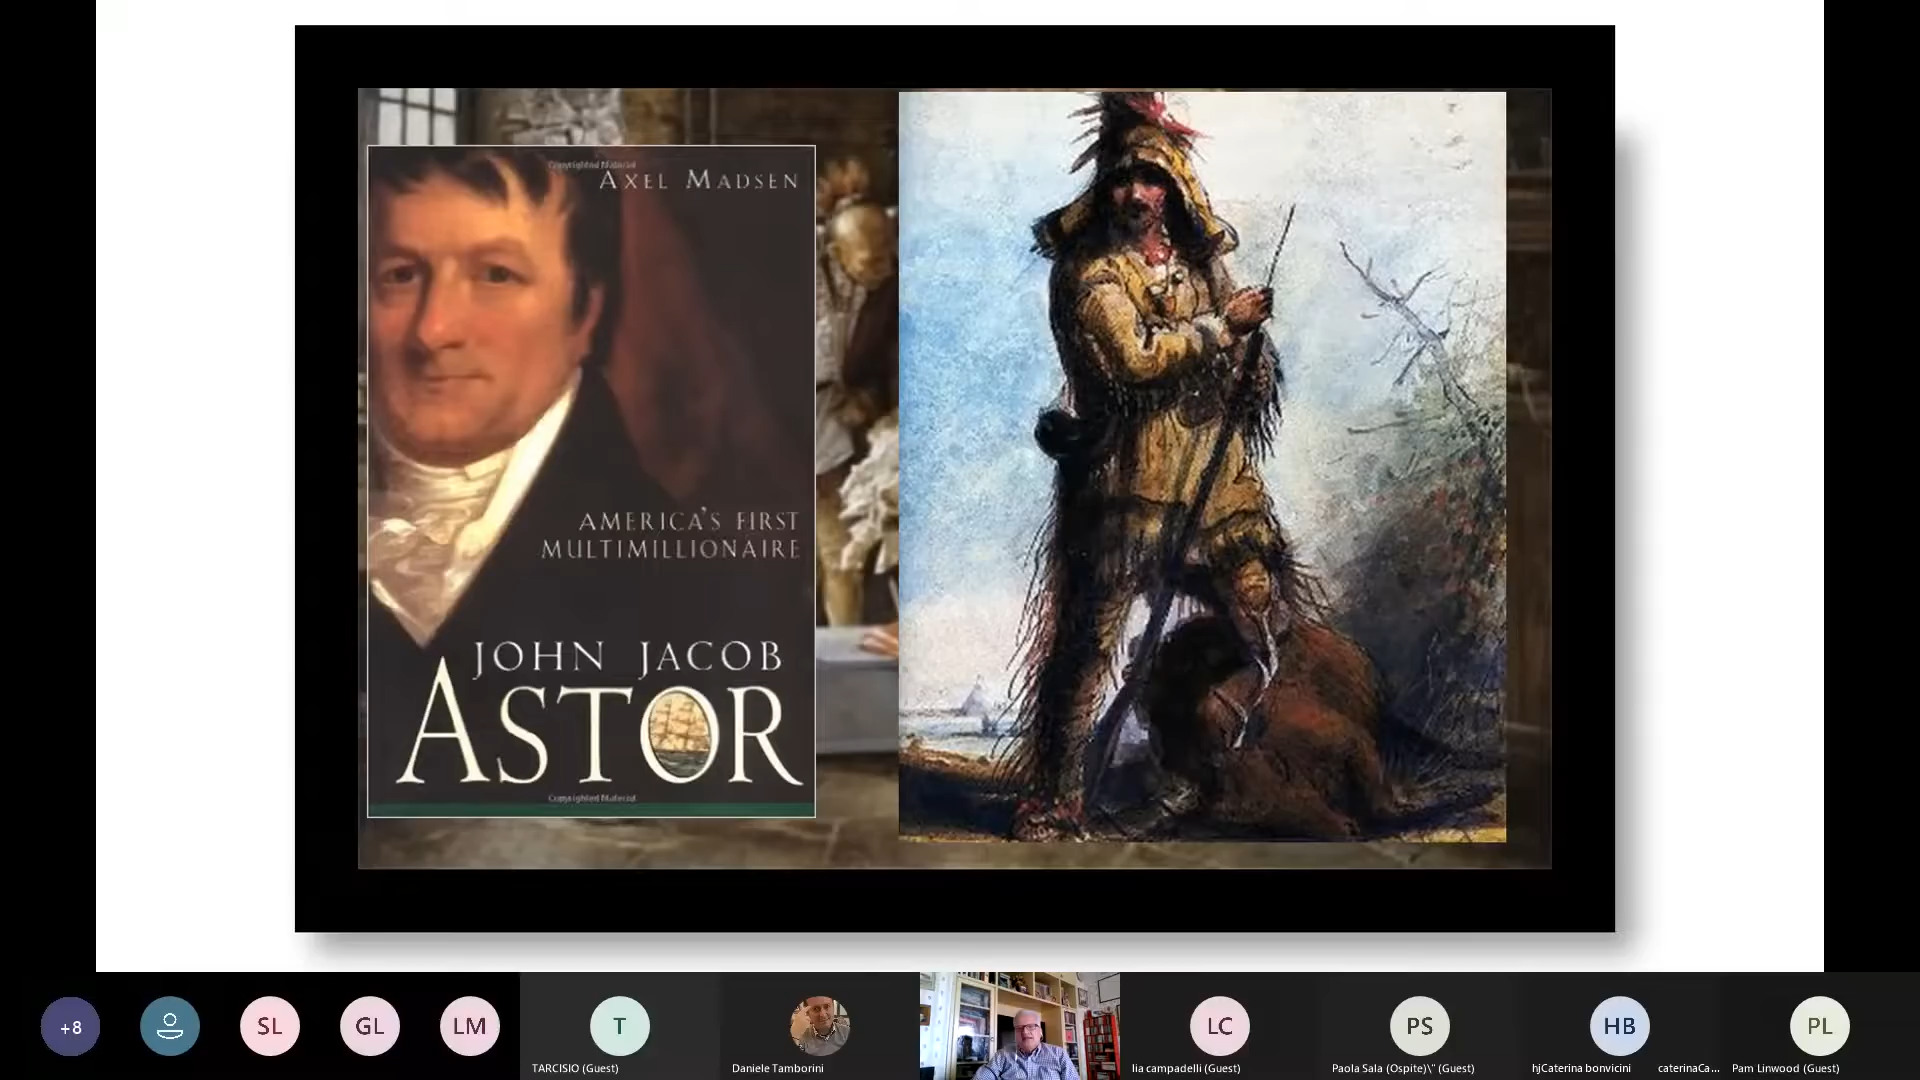 Copyrighted Material
AXEL MADSEN
AMERICA'S FIRST
MULTIMILLIONAIRE
JOHN JACOB
ASTOR
Copyrighted Material
+8
SL
GL
LM
T
TARCISIO (Guest)
Daniele Tamborini
LC
lia campadelli (Guest)
PS
Paola Sala (Ospite)\" (Guest)
HB
hjCaterina bonvicini
caterinaCa...
PL
Pam Linwood (Guest)